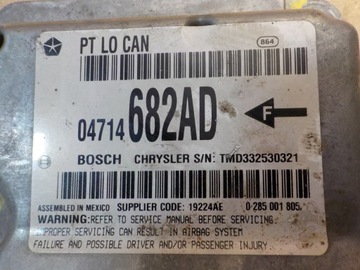 PT LO CAN
864
04714 682AD
F
BOSCH CHRYSLER S/N: TMD332530321
ASSEMBLED IN MEXICO SUPPLIER CODE: 19224AE 0 285 001 805
WARNING:REFER TO SERVICE MANUAL BEFORE SERVICING.
IMPROPER SERVICING CAN RESULT IN AIRBAG SYSTEM
FAILURE AND POSSIBLE DRIVER AND/OR PASSENGER INJURY.